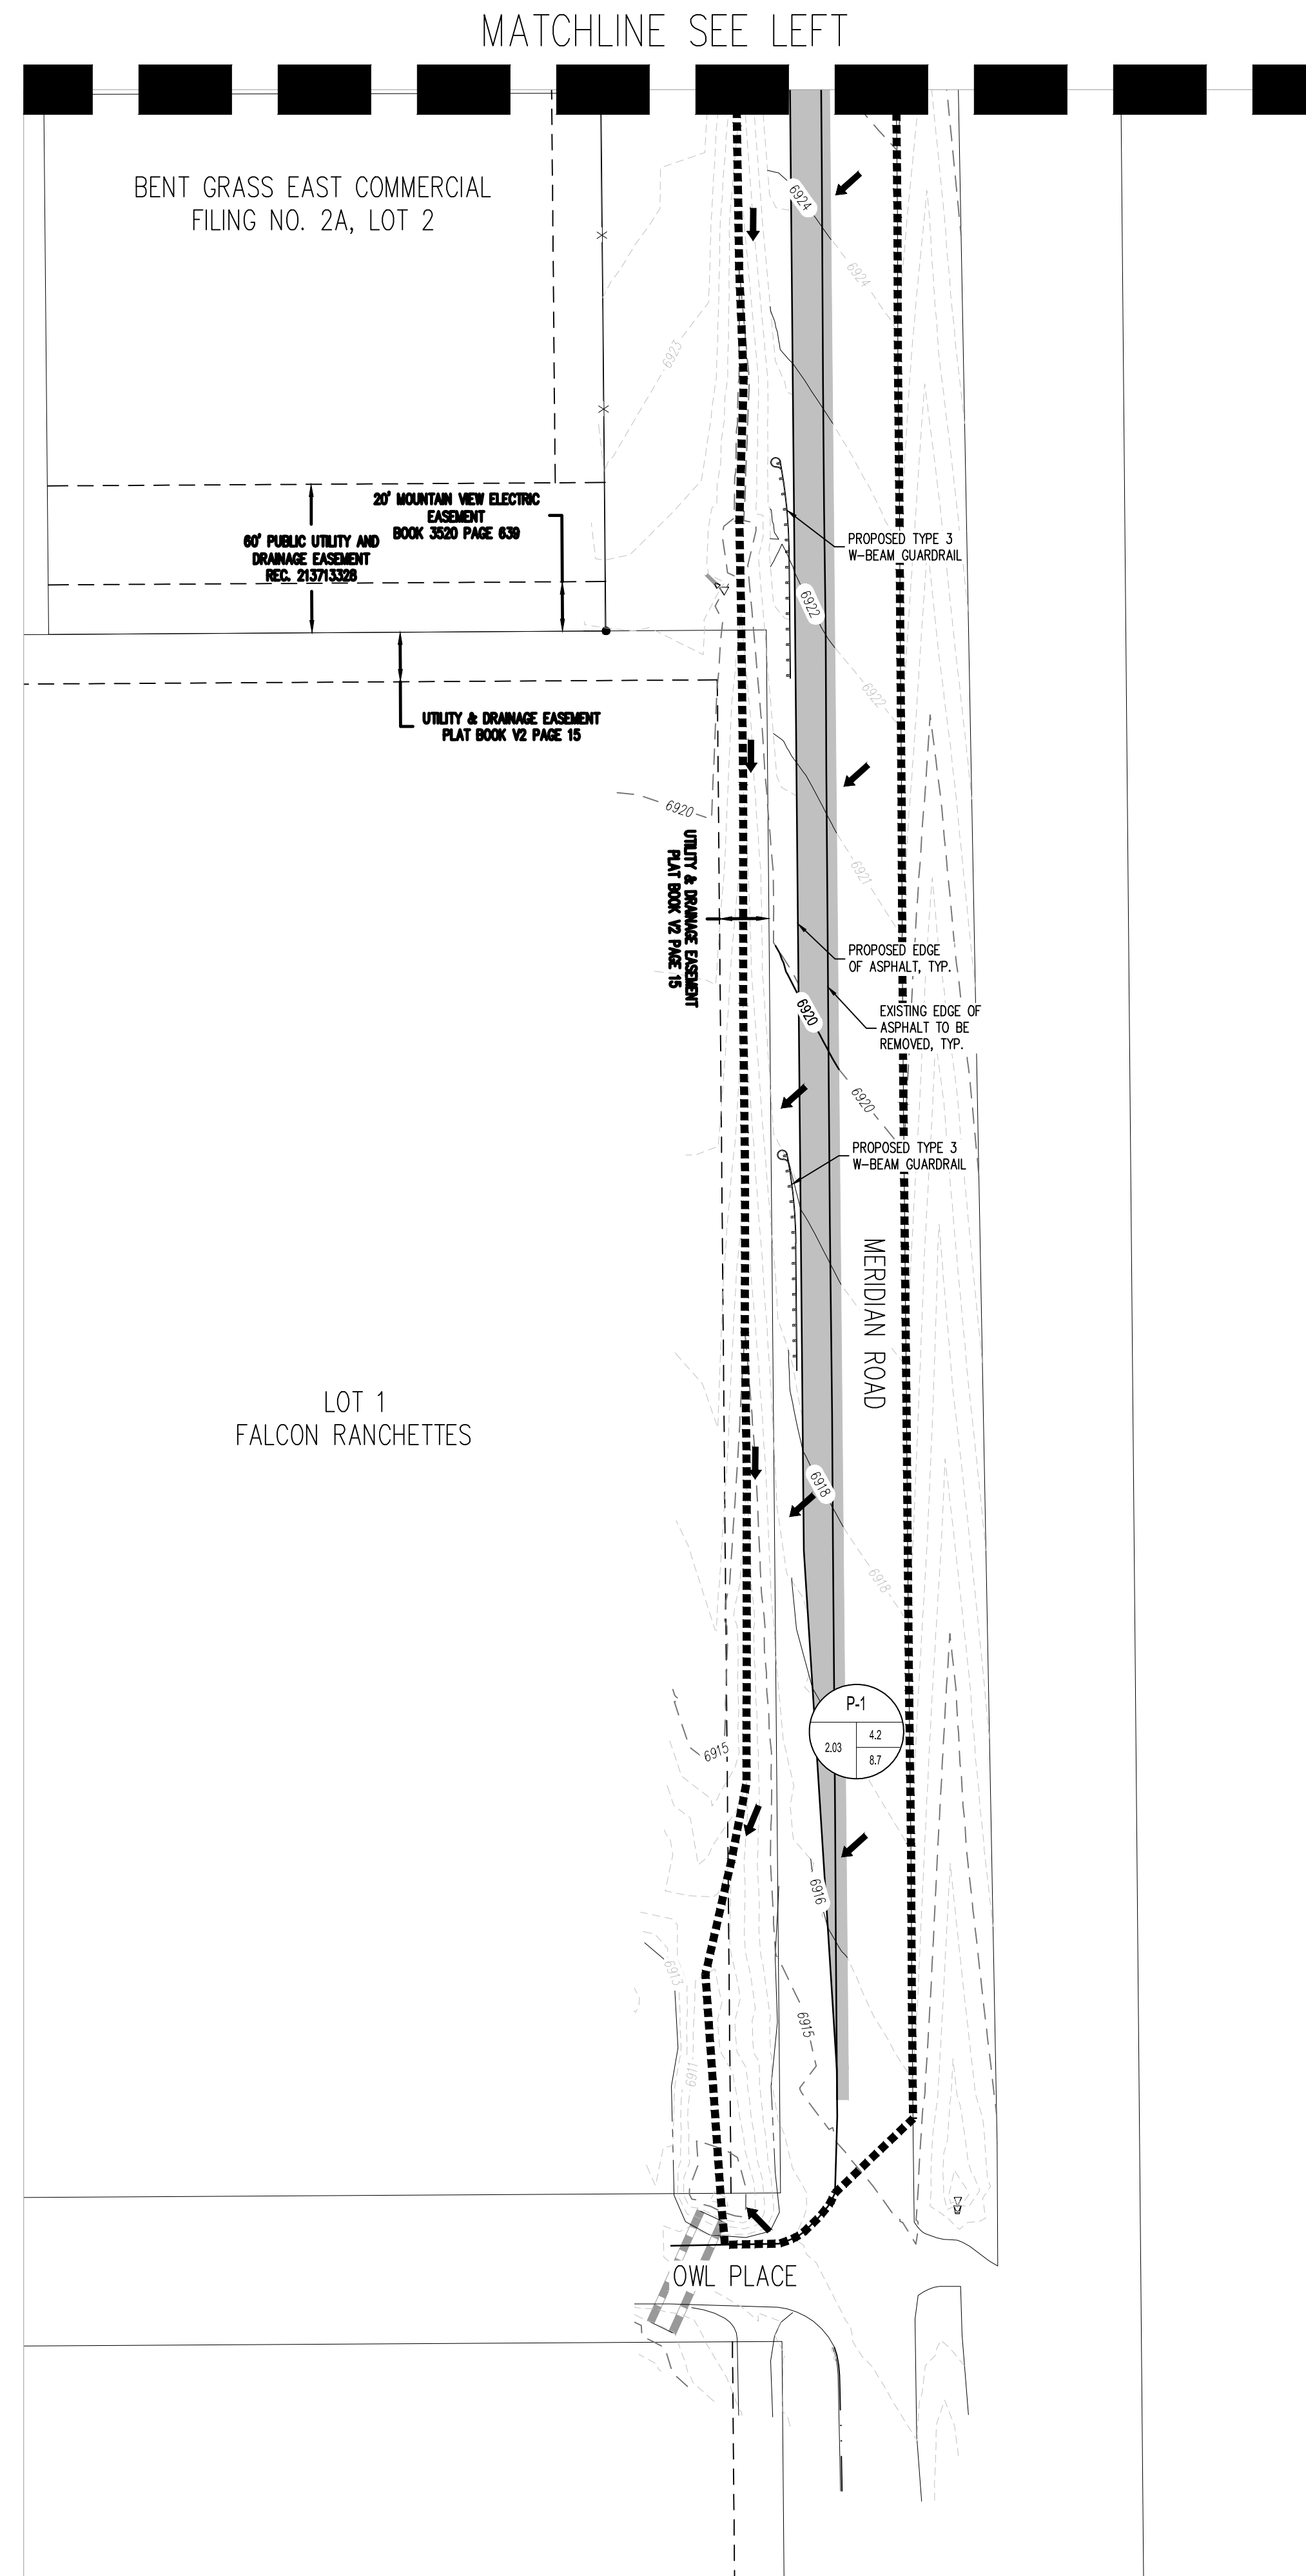 MATCHLINE SEE LEFT
BENT GRASS EAST COMMERCIAL
FILING NO. 2A, LOT 2
6924
6924
6923
20' MOUNTAIN VIEW ELECTRIC
EASEMENT
BOOK 3520 PAGE 639
60' PUBLIC UTILITY AND
DRAINAGE EASEMENT
REC. 213713328
PROPOSED TYPE 3
W-BEAM GUARDRAIL
6922
6922
UTILITY & DRAINAGE EASEMENT
PLAT BOOK V2 PAGE 15
6920
UTILITY & DRAINAGE EASEMENT
PLAT BOOK V2 PAGE 15
6921
PROPOSED EDGE
OF ASPHALT, TYP.
6920
EXISTING EDGE OF
ASPHALT TO BE
REMOVED, TYP.
6920
PROPOSED TYPE 3
W-BEAM GUARDRAIL
MERIDIAN ROAD
LOT 1
FALCON RANCHETTES
6918
6918
P-1
2.03
4.2
8.7
6915
6916
6913
6915
6911
OWL PLACE